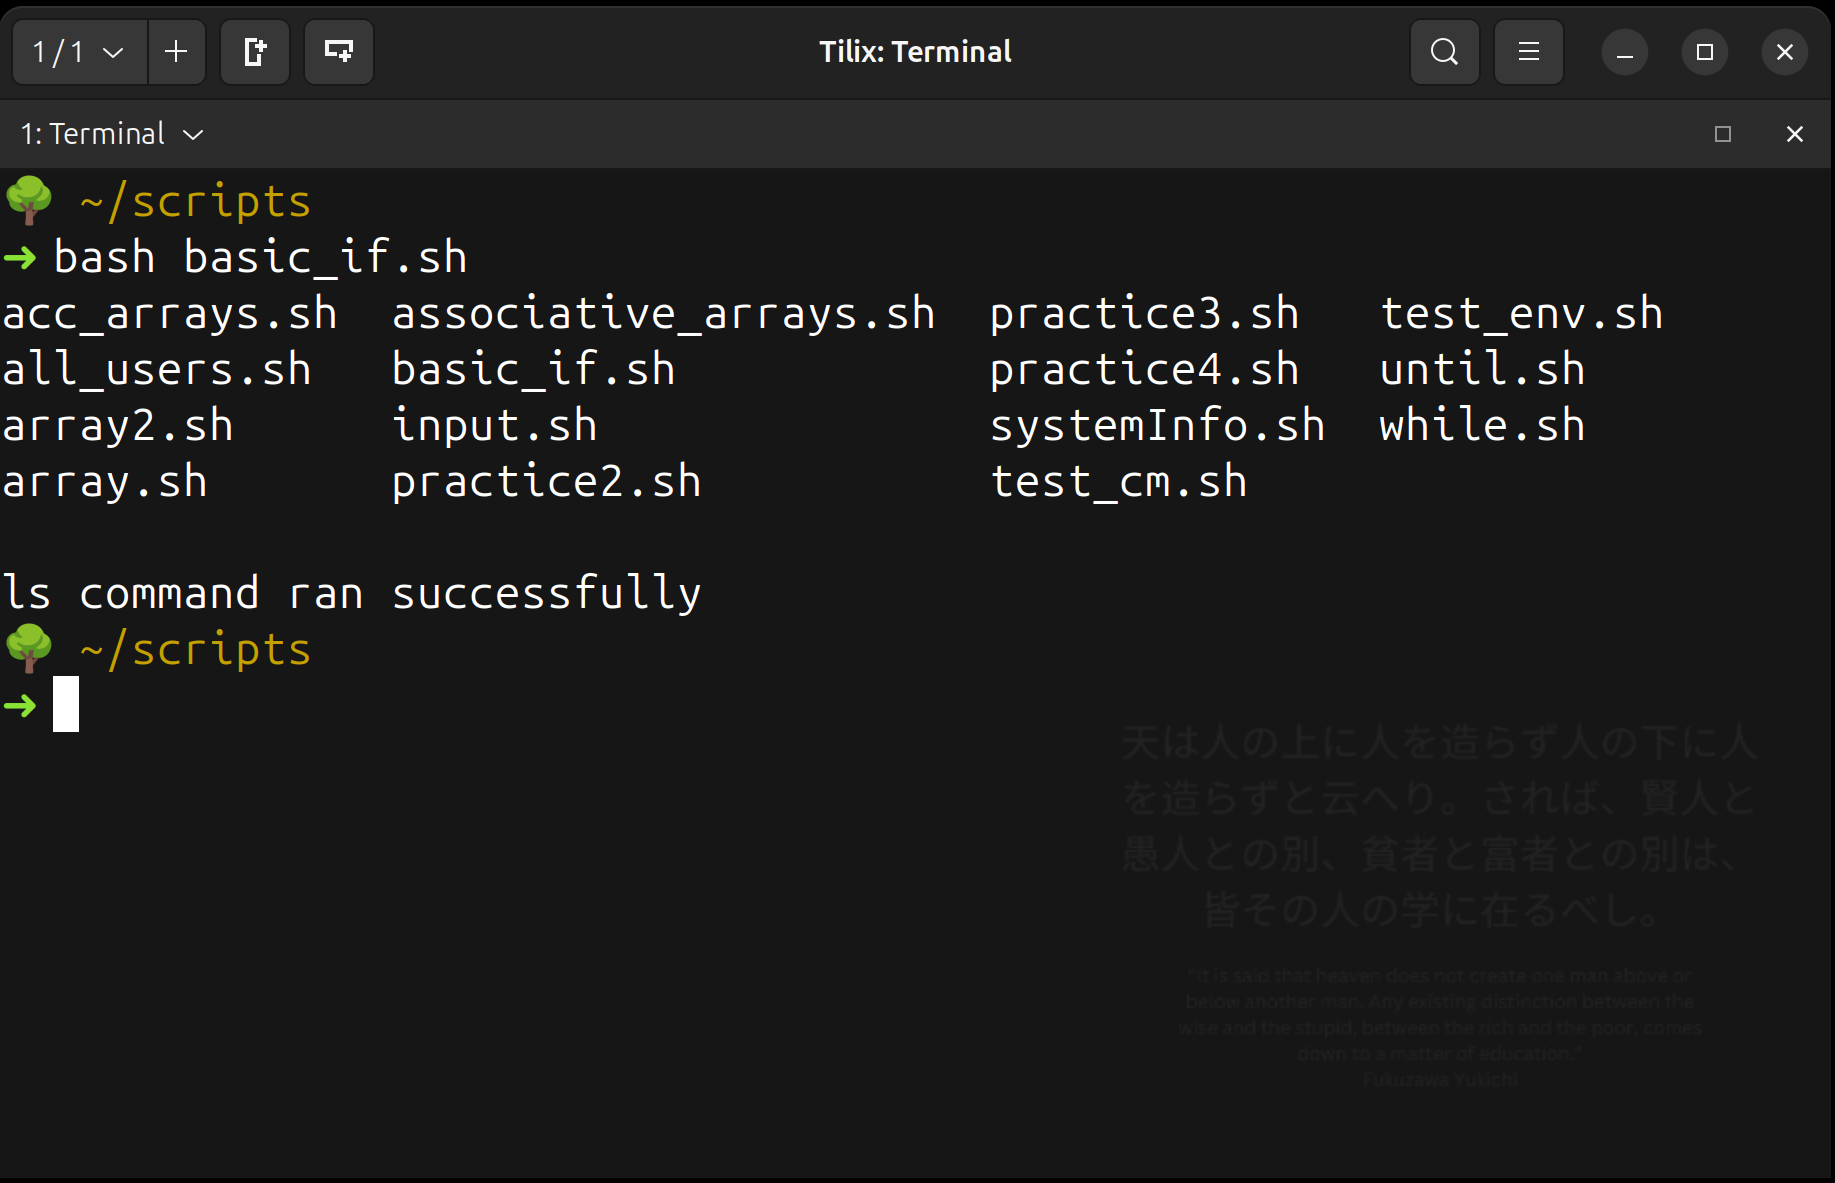 1 / 1
Tilix: Terminal
1: Terminal
~/scripts
➜ bash basic_if.sh
acc_arrays.sh  associative_arrays.sh  practice3.sh   test_env.sh
all_users.sh   basic_if.sh            practice4.sh   until.sh
array2.sh      input.sh               systemInfo.sh  while.sh
array.sh       practice2.sh           test_cm.sh
ls command ran successfully
~/scripts
➜
天は人の上に人を造らず人の下に人
を造らずと云へり。されば、賢人と
愚人との別、貧者と富者との別は、
皆その人の学に在るべし。
"It is said that heaven does not create one man above or
below another man. Any existing distinction between the
wise and the stupid, between the rich and the poor, comes
down to a matter of education."
Fukuzawa Yukichi